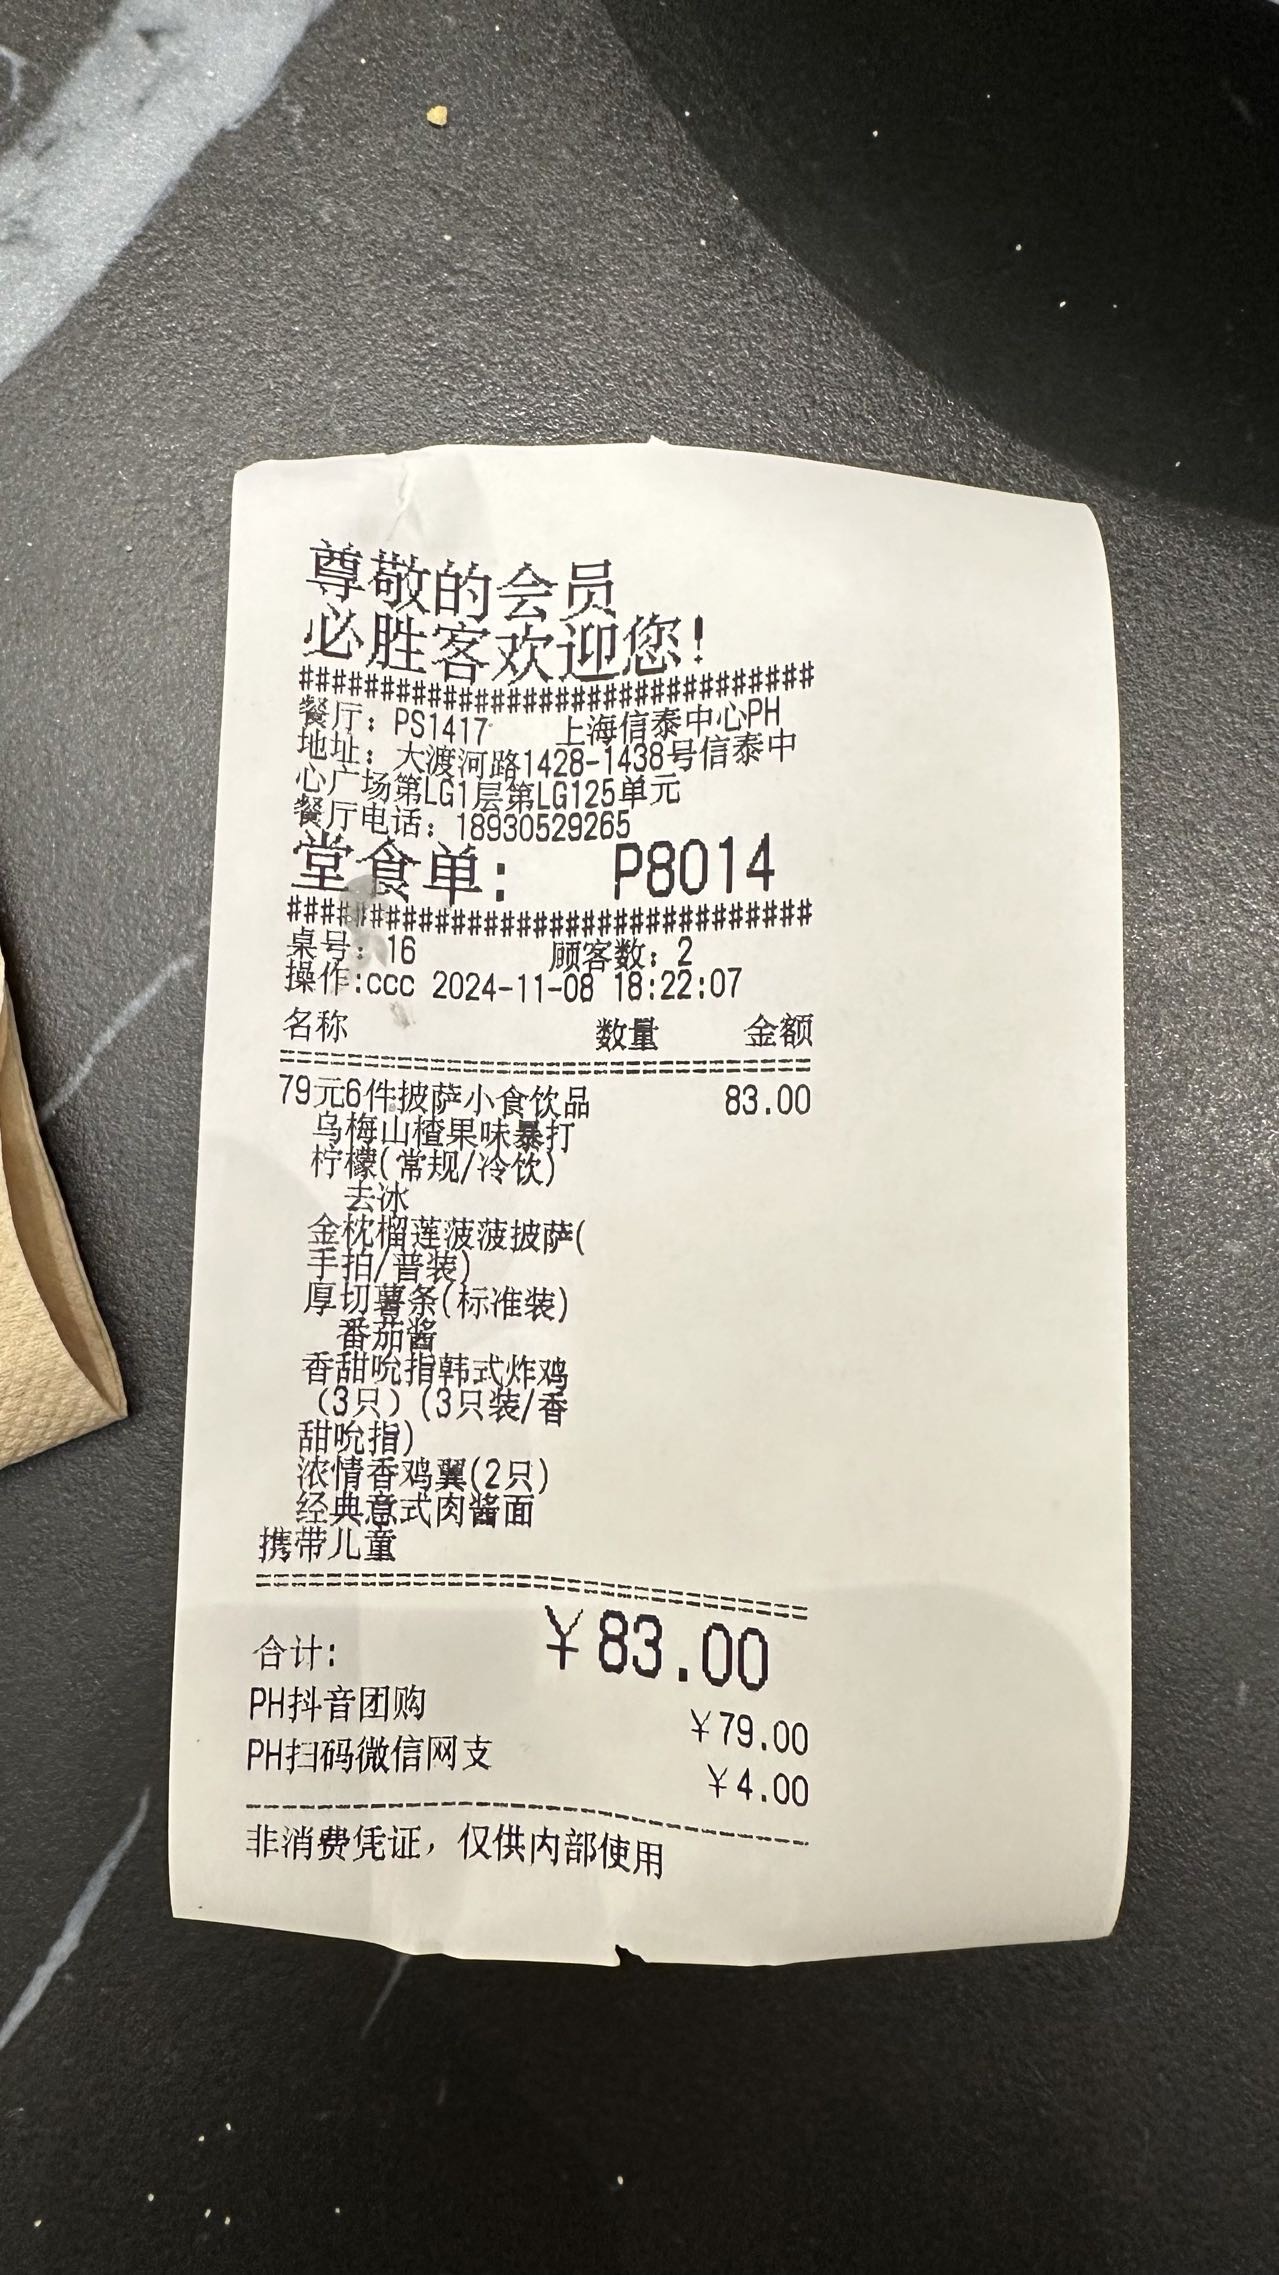 尊敬的会员
必胜客欢迎您!
################################
餐厅：PS1417 上海信泰中心PH
地址：大渡河路1428-1438号信泰中
心广场第LG1层第LG125单元
餐厅电话：18930529265
堂食单: P8014
################################
桌号：16 顾客数：2
操作:ccc 2024-11-08 18:22:07
名称 数量 金额
================================
79元6件披萨小食饮品 83.00
乌梅山楂果味暴打
柠檬(常规/冷饮)
去冰
金枕榴莲菠菠披萨(
手拍/普装)
厚切薯条(标准装)
番茄酱
香甜吮指韩式炸鸡
（3只）(3只装/香
甜吮指)
浓情香鸡翼(2只)
经典意式肉酱面
携带儿童
================================
合计: ￥83.00
PH抖音团购 ￥79.00
PH扫码微信网支 ￥4.00
--------------------------------
非消费凭证，仅供内部使用